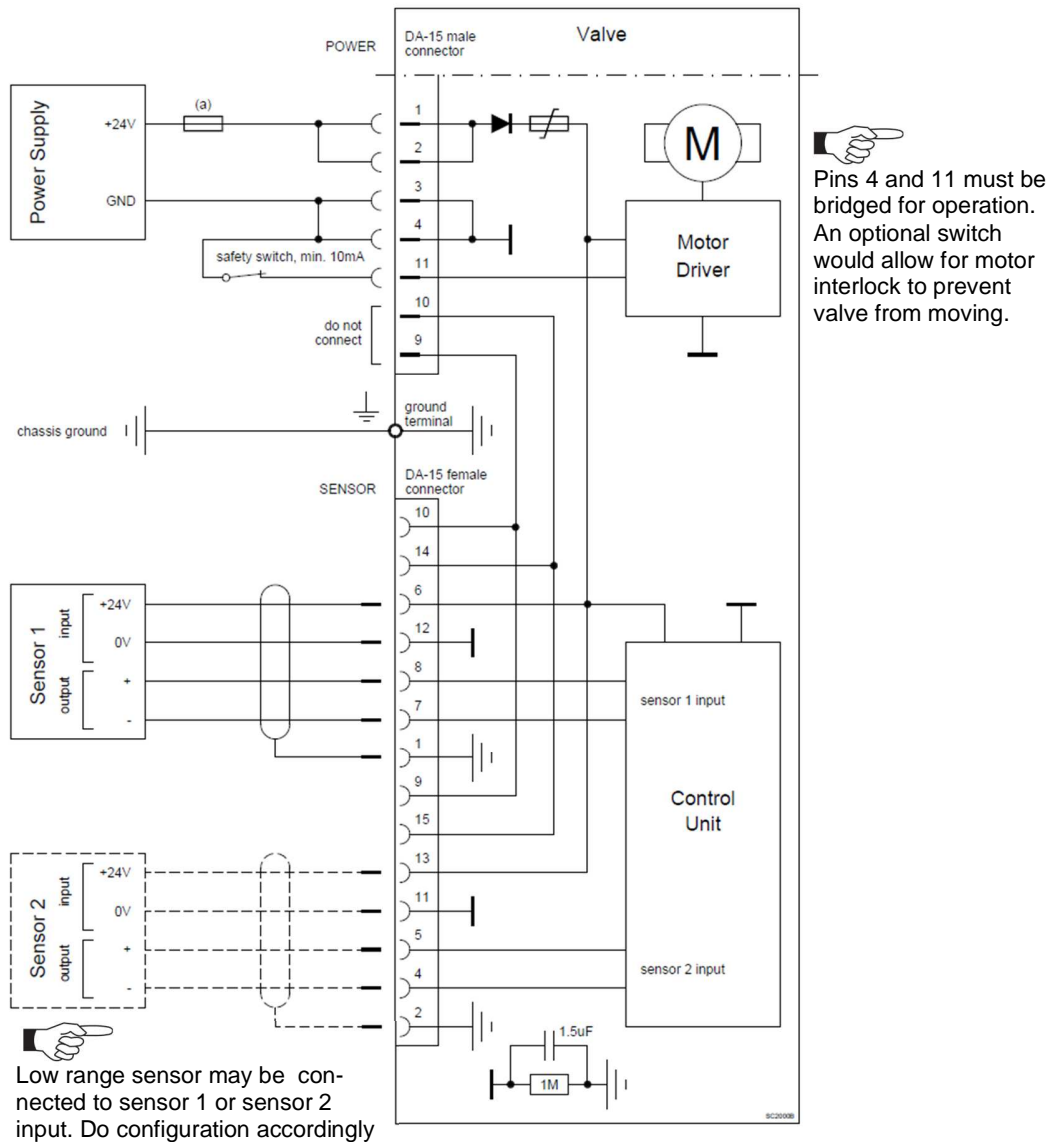 Valve
POWER
DA-15 male
connector
Power Supply
+24V
(a)
GND
safety switch, min. 10mA
do not
connect
1
2
3
4
11
10
9
M
Motor
Driver
Pins 4 and 11 must be
bridged for operation.
An optional switch
would allow for motor
interlock to prevent
valve from moving.
chassis ground
ground
terminal
SENSOR
DA-15 female
connector
10
14
6
12
8
7
1
9
15
13
11
5
4
2
Sensor 1
input
output
+24V
0V
+
-
Sensor 2
input
output
+24V
0V
+
-
sensor 1 input
Control
Unit
sensor 2 input
1.5uF
1M
SC2000B
Low range sensor may be con-
nected to sensor 1 or sensor 2
input. Do configuration accordingly